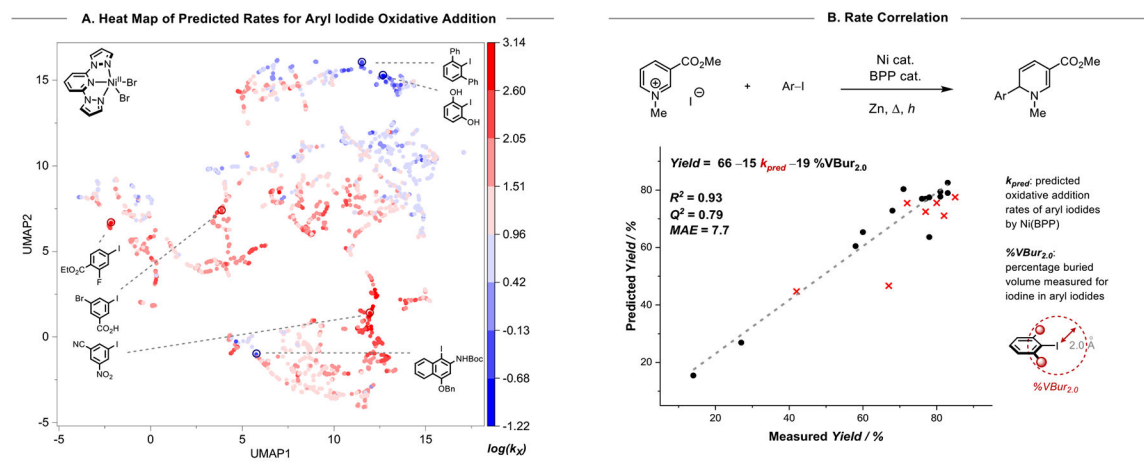 A. Heat Map of Predicted Rates for Aryl Iodide Oxidative Addition
N
N
N
N
N
Ni^II
Br
Br
Ph
I
Ph
OH
I
OH
EtO₂C
I
F
Br
I
CO₂H
NC
I
NO₂
I
NHBoc
OBn
15
10
5
0
-5
UMAP2
-5
0
5
10
15
UMAP1
3.14
2.60
2.05
1.51
0.96
0.42
-0.13
-0.68
-1.22
log(k_X)
B. Rate Correlation
CO₂Me
N
+
Me
I
⊖
+
Ar–I
Ni cat.
BPP cat.
Zn, Δ, h
CO₂Me
Ar
N
Me
Yield = 66 –15 k_pred –19 %VBur₂.₀
R² = 0.93
Q² = 0.79
MAE = 7.7
80
60
40
20
Predicted Yield / %
20
40
60
80
Measured Yield / %
k_pred: predicted
oxidative addition
rates of aryl iodides
by Ni(BPP)
%VBur₂.₀:
percentage buried
volume measured for
iodine in aryl iodides
I
2.0 Å
%VBur₂.₀